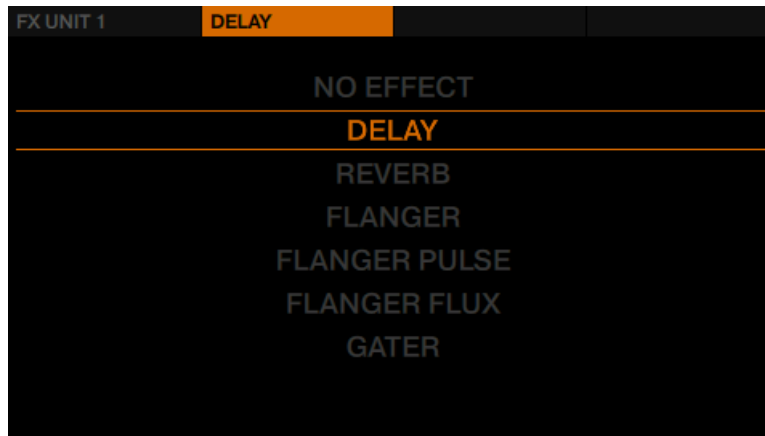 FX UNIT 1 DELAY
NO EFFECT
DELAY
REVERB
FLANGER
FLANGER PULSE
FLANGER FLUX
GATER